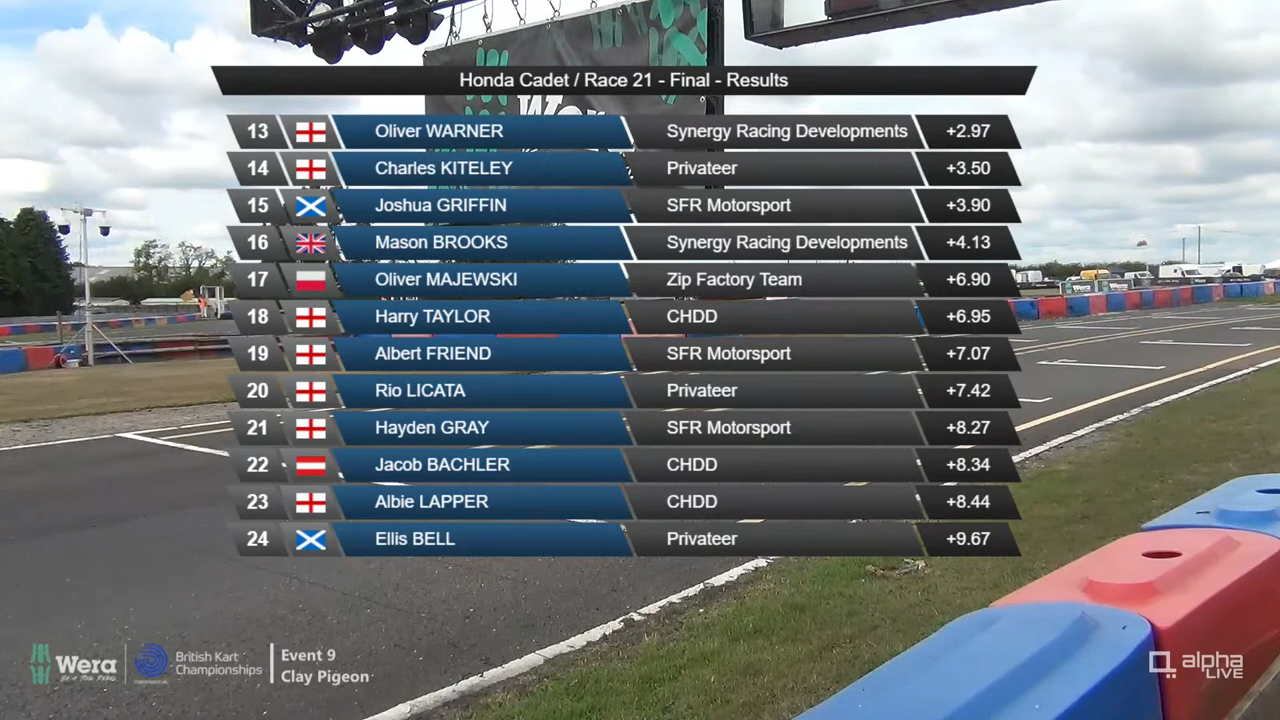 Honda Cadet / Race 21 - Final - Results
13 Oliver WARNER Synergy Racing Developments +2.97
14 Charles KITELEY Privateer +3.50
15 Joshua GRIFFIN SFR Motorsport +3.90
16 Mason BROOKS Synergy Racing Developments +4.13
17 Oliver MAJEWSKI Zip Factory Team +6.90
18 Harry TAYLOR CHDD +6.95
19 Albert FRIEND SFR Motorsport +7.07
20 Rio LICATA Privateer +7.42
21 Hayden GRAY SFR Motorsport +8.27
22 Jacob BACHLER CHDD +8.34
23 Albie LAPPER CHDD +8.44
24 Ellis BELL Privateer +9.67
Wera
British Kart
Championships
Event 9
Clay Pigeon
alpha
LIVE